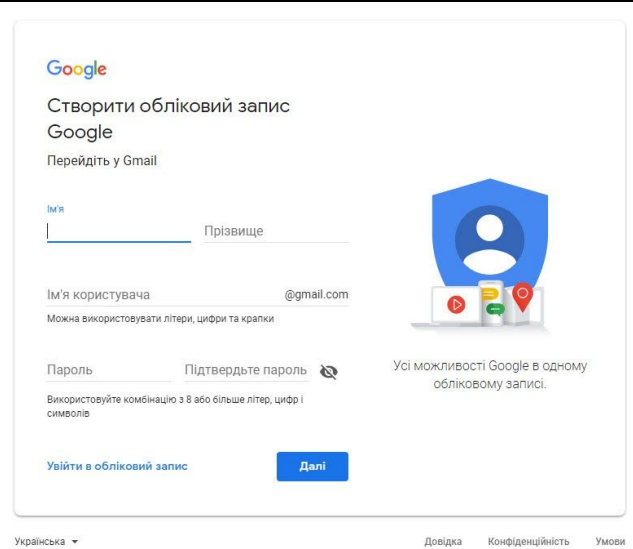 Google
Створити обліковий запис
Google
Перейдіть у Gmail
Ім'я
Прізвище
Ім'я користувача @gmail.com
Можна використовувати літери, цифри та крапки
Пароль Підтвердьте пароль
Використовуйте комбінацію з 8 або більше літер, цифр і
символів
Усі можливості Google в одному
обліковому записі.
Увійти в обліковий запис Далі
Українська Довідка Конфіденційність Умови